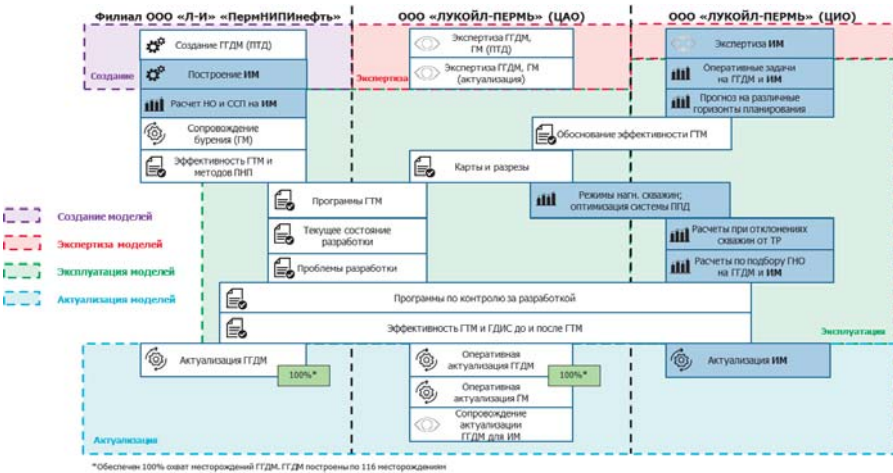 Филиал ООО «Л-И» «ПермНИПИнефть»
ООО «ЛУКОЙЛ-ПЕРМЬ» (ЦАО)
ООО «ЛУКОЙЛ-ПЕРМЬ» (ЦИО)
Создание ГГДМ (ПТД)
Экспертиза ГГДМ,
ГМ (ПТД)
Экспертиза ИМ
Создание
Построение ИМ
Экспертиза
Экспертиза ГГДМ, ГМ
(актуализация)
Оперативные задачи
на ГГДМ и ИМ
Расчет НО и ССП на ИМ
Прогноз на различные
горизонты планирования
Сопровождение
бурения (ГМ)
Обоснование эффективности ГТМ
Эффективность ГТМ и
методов ПНП
Карты и разрезы
Программы ГТМ
Режимы нагн. скважин;
оптимизация системы ППД
Создание моделей
Экспертиза моделей
Эксплуатация моделей
Актуализация моделей
Текущее состояние
разработки
Расчеты при отклонениях
скважин от ТР
Проблемы разработки
Расчеты по подбору ГНО
на ГГДМ и ИМ
Программы по контролю за разработкой
Эффективность ГТМ и ГДИС до и после ГТМ
Эксплуатация
Актуализация ГГДМ
100%*
Оперативная
актуализация ГГДМ
100%*
Актуализация ИМ
Оперативная
актуализация ГМ
Сопровождение
актуализации
ГГДМ для ИМ
Актуализация
*Обеспечен 100% охват месторождений ГГДМ. ГГДМ построены по 116 месторождениям